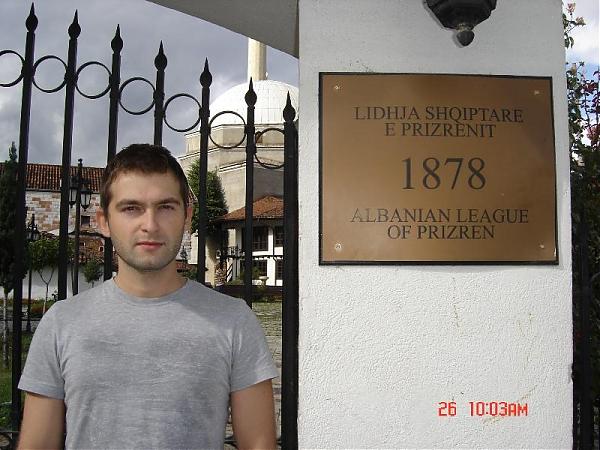 LIDHJA SHQIPTARE
E PRIZRENIT
1878
ALBANIAN LEAGUE
OF PRIZREN
26 10:03AM